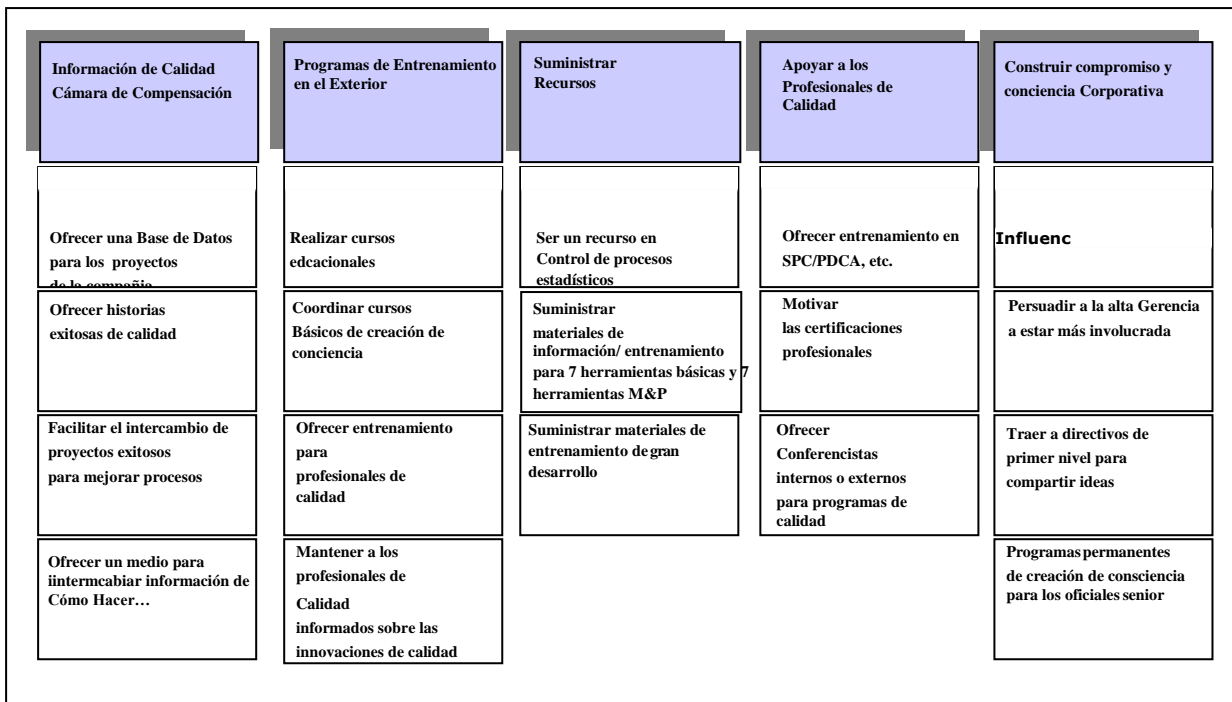 Información de Calidad
Cámara de Compensación
Ofrecer una Base de Datos
para los proyectos
de la compañia
Ofrecer historias
exitosas de calidad
Facilitar el intercambio de
proyectos exitosos
para mejorar procesos
Ofrecer un medio para
iintermcabiar información de
Cómo Hacer…
Programas de Entrenamiento
en el Exterior
Realizar cursos
edcacionales
Coordinar cursos
Básicos de creación de
conciencia
Ofrecer entrenamiento
para
profesionales de
calidad
Mantener a los
profesionales de
Calidad
informados sobre las
innovaciones de calidad
Suministrar
Recursos
Ser un recurso en
Control de procesos
estadísticos
Suministrar
materiales de
información/ entrenamiento
para 7 herramientas básicas y 7
herramientas M&P
Suministrar materiales de
entrenamiento de gran
desarrollo
Apoyar a los
Profesionales de
Calidad
Ofrecer entrenamiento en
SPC/PDCA, etc.
Motivar
las certificaciones
profesionales
Ofrecer
Conferencistas
internos o externos
para programas de
calidad
Construir compromiso y
conciencia Corporativa
Influenc
Persuadir a la alta Gerencia
a estar más involucrada
Traer a directivos de
primer nivel para
compartir ideas
Programas permanentes
de creación de consciencia
para los oficiales senior